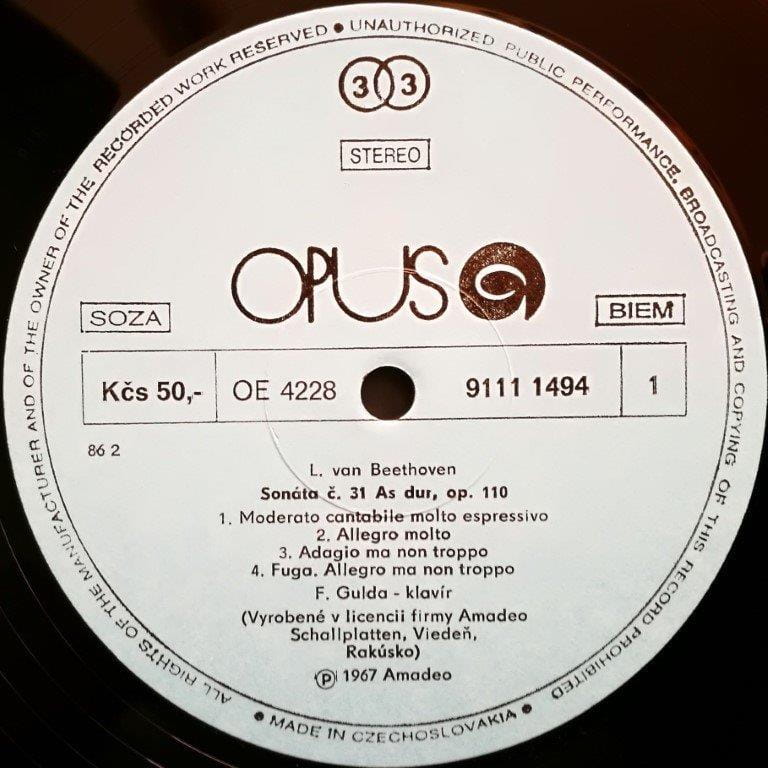 ALL RIGHTS OF THE MANUFACTURER AND OF THE OWNER OF THE RECORDED WORK RESERVED ● UNAUTHORIZED PUBLIC PERFORMANCE, BROADCASTING AND COPYING OF THIS RECORD PROHIBITED
● MADE IN CZECHOSLOVAKIA ●
33
STEREO
OPUS
SOZA
BIEM
Kčs 50,- OE 4228 9111 1494 1
86 2
L. van Beethoven
Sonáta č. 31 As dur, op. 110
1. Moderato cantabile molto espressivo
2. Allegro molto
3. Adagio ma non troppo
4. Fuga. Allegro ma non troppo
F. Gulda - klavír
(Vyrobené v licencii firmy Amadeo
Schallplatten, Viedeň,
Rakúsko)
Ⓟ 1967 Amadeo